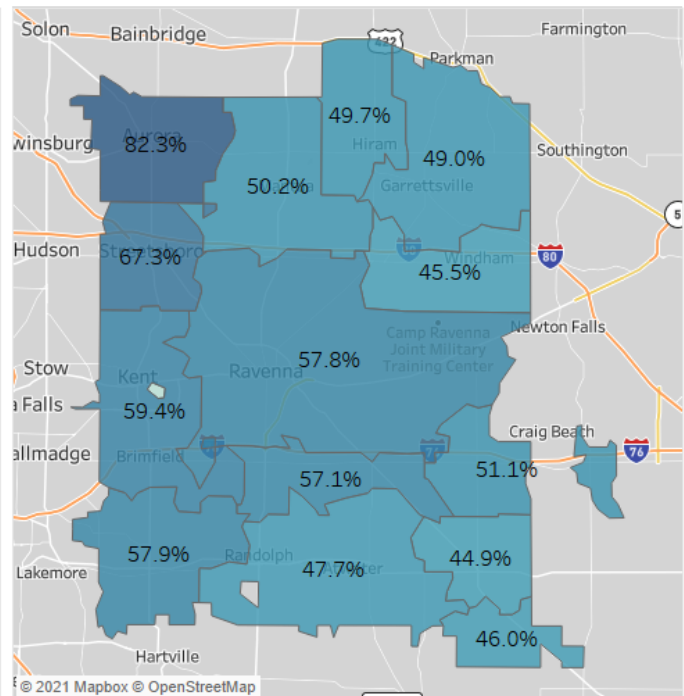 Solon
Bainbridge
422
Farmington
Parkman
Aurora
winsburg
82.3%
49.7%
Hiram
49.0%
Garrettsville
Southington
50.2%
5
Hudson
Streetsboro
67.3%
80
Windham
80
45.5%
Camp Ravenna
Joint Military
Training Center
Newton Falls
57.8%
Stow
Kent
Ravenna
a Falls
59.4%
Craig Beach
allmadge
Brimfield
76
51.1%
57.1%
57.9%
Randolph
47.7%
44.9%
Lakemore
46.0%
Hartville
© 2021 Mapbox © OpenStreetMap